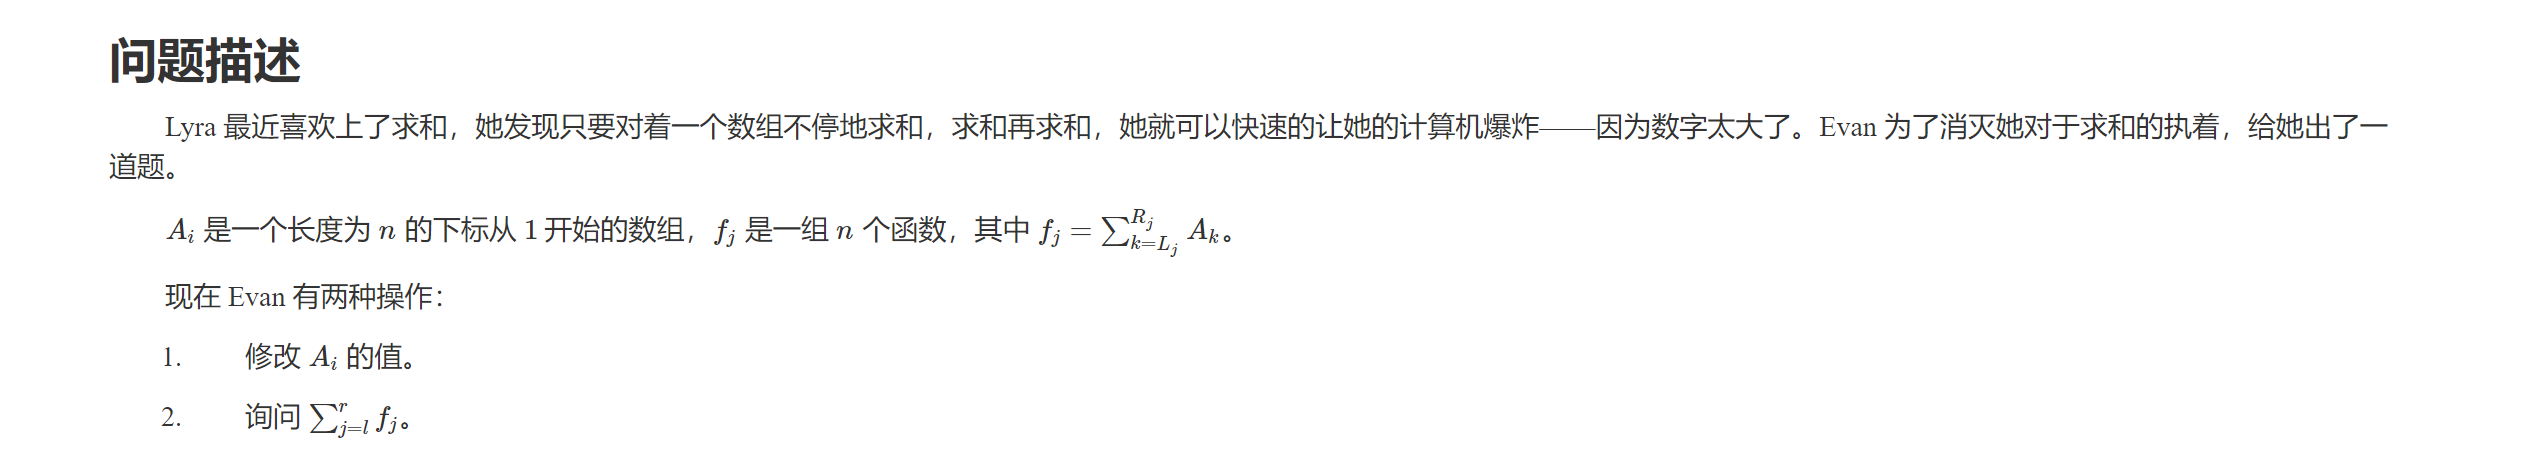 问题描述
Lyra 最近喜欢上了求和，她发现只要对着一个数组不停地求和，求和再求和，她就可以快速的让她的计算机爆炸——因为数字太大了。Evan 为了消灭她对于求和的执着，给她出了一
道题。
$A_i$ 是一个长度为 $n$ 的下标从 1 开始的数组，$f_j$ 是一组 $n$ 个函数，其中 $f_j = \sum_{k=L_j}^{R_j} A_k$。
现在 Evan 有两种操作：
1. 修改 $A_i$ 的值。
2. 询问 $\sum_{j=l}^{r} f_j$。